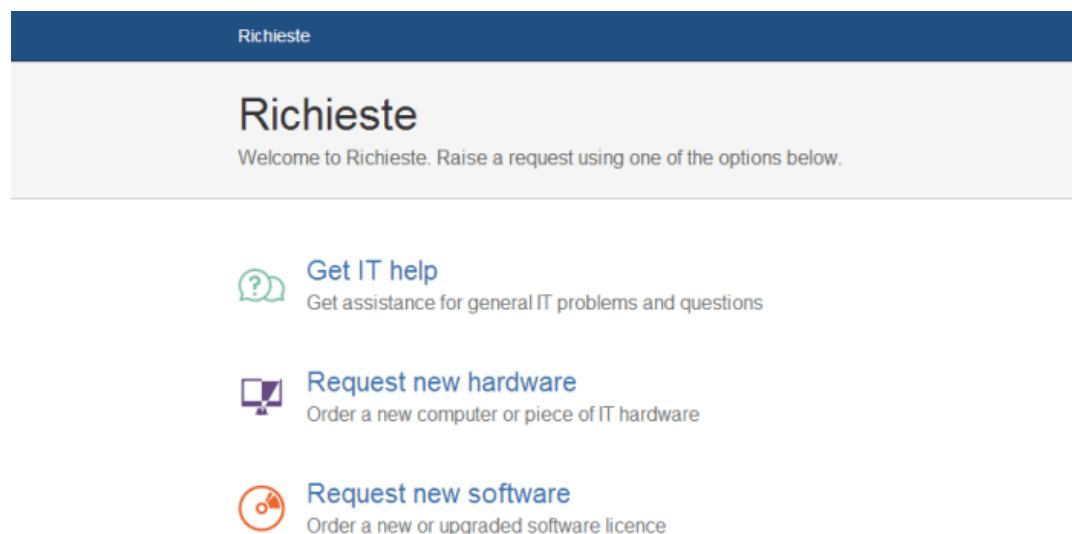 Richieste
Richieste
Welcome to Richieste. Raise a request using one of the options below.
Get IT help
Get assistance for general IT problems and questions
Request new hardware
Order a new computer or piece of IT hardware
Request new software
Order a new or upgraded software licence